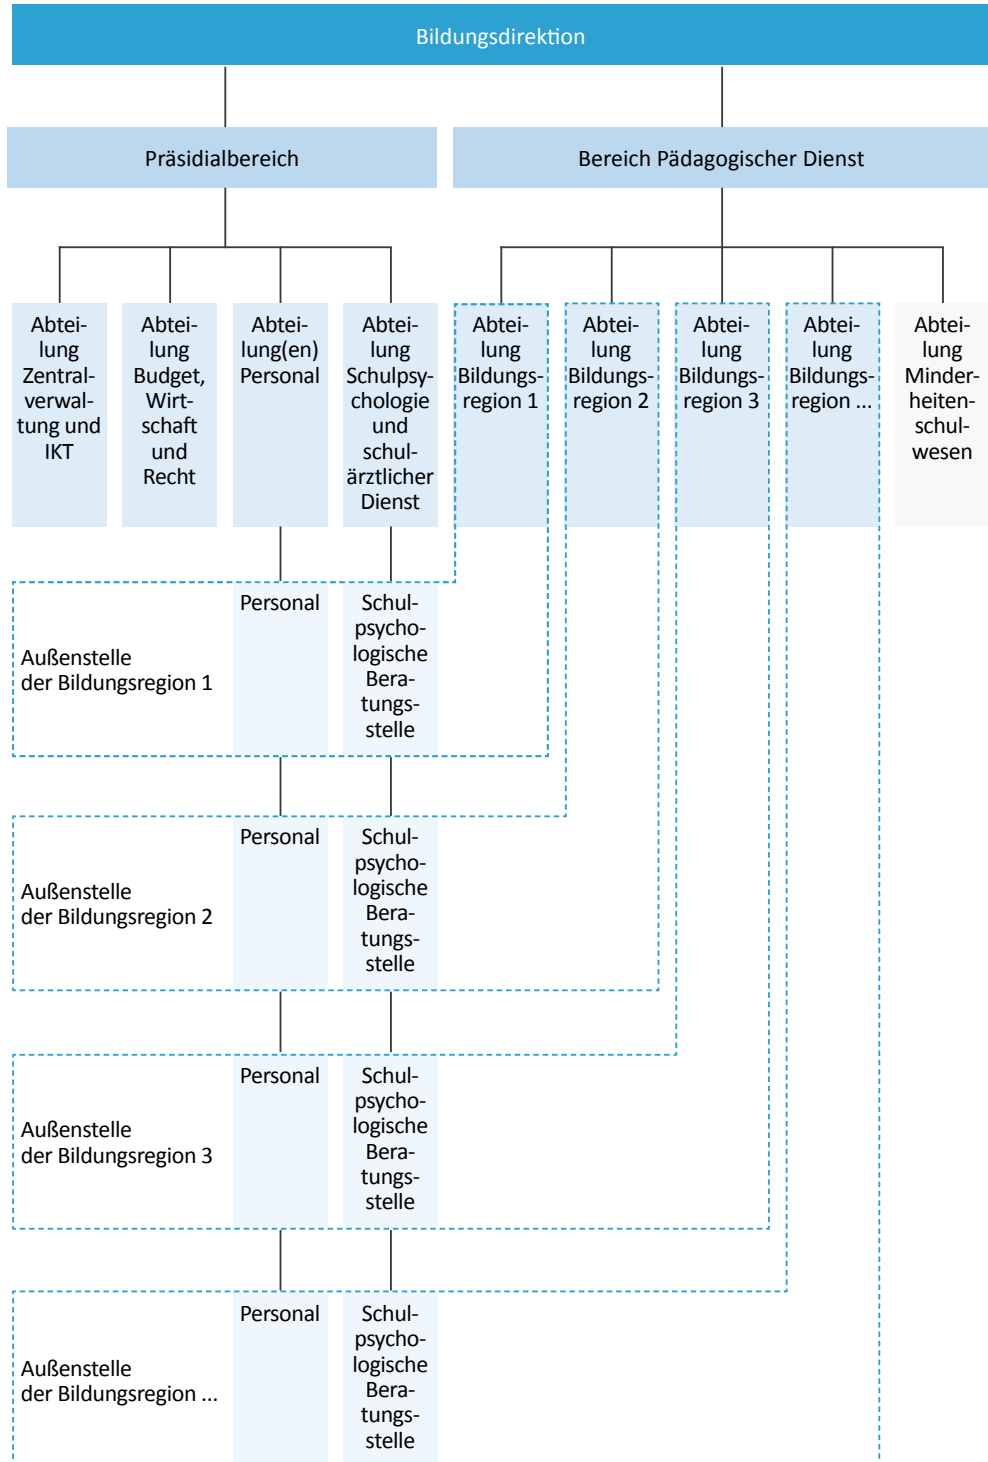 Bildungsdirektion
Präsidialbereich
Bereich Pädagogischer Dienst
Abtei-
lung
Zentral-
verwal-
tung und
IKT
Abtei-
lung
Budget,
Wirt-
schaft
und
Recht
Abtei-
lung(en)
Personal
Abtei-
lung
Schulpsy-
chologie
und
schul-
ärztlicher
Dienst
Abtei-
lung
Bildungs-
region 1
Abtei-
lung
Bildungs-
region 2
Abtei-
lung
Bildungs-
region 3
Abtei-
lung
Bildungs-
region ...
Abtei-
lung
Minder-
heiten-
schul-
wesen
Außenstelle
der Bildungsregion 1
Personal
Schul-
psycho-
logische
Bera-
tungs-
stelle
Außenstelle
der Bildungsregion 2
Personal
Schul-
psycho-
logische
Bera-
tungs-
stelle
Außenstelle
der Bildungsregion 3
Personal
Schul-
psycho-
logische
Bera-
tungs-
stelle
Außenstelle
der Bildungsregion ...
Personal
Schul-
psycho-
logische
Bera-
tungs-
stelle